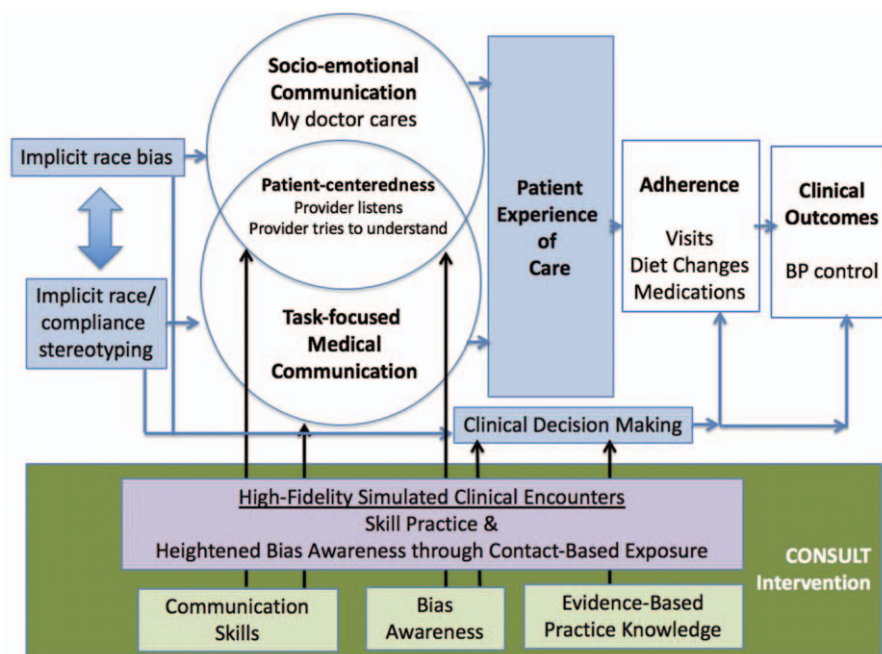 Socio-emotional
Communication
My doctor cares
Implicit race bias
Patient-centeredness
Provider listens
Provider tries to understand
Implicit race/
compliance
stereotyping
Task-focused
Medical
Communication
Patient
Experience
of
Care
Adherence
Visits
Diet Changes
Medications
Clinical
Outcomes
BP control
Clinical Decision Making
High-Fidelity Simulated Clinical Encounters
Skill Practice &
Heightened Bias Awareness through Contact-Based Exposure
CONSULT
Intervention
Communication
Skills
Bias
Awareness
Evidence-Based
Practice Knowledge